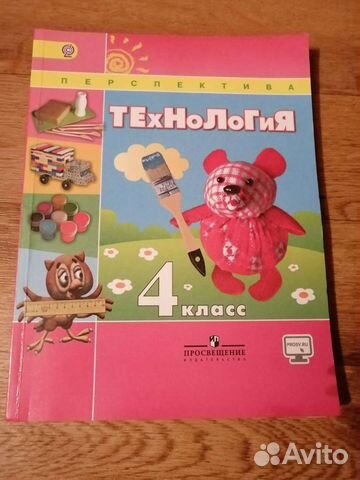 ПЕРСПЕКТИВА
ТЕхНоЛоГиЯ
4 класс
ПРОСВЕЩЕНИЕ
ИЗДАТЕЛЬСТВО
PROSV.RU
Avito